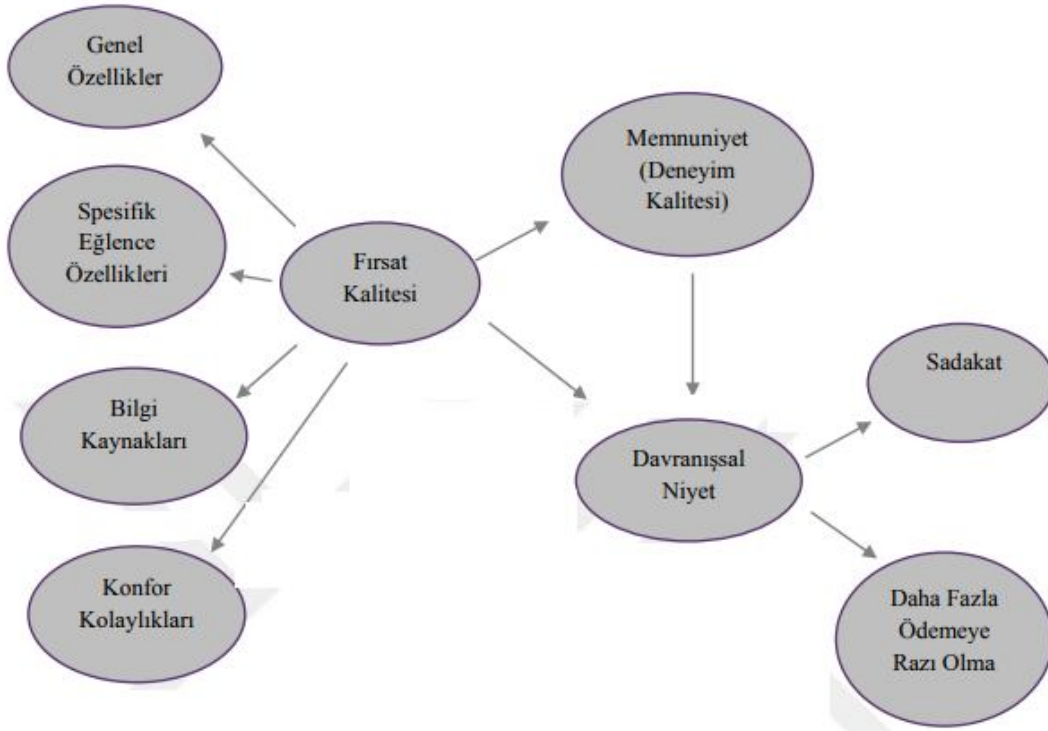 Genel
Özellikler
Spesifik
Eğlence
Özellikleri
Bilgi
Kaynakları
Konfor
Kolaylıkları
Fırsat
Kalitesi
Memnuniyet
(Deneyim
Kalitesi)
Davranışsal
Niyet
Sadakat
Daha Fazla
Ödemeye
Razı Olma